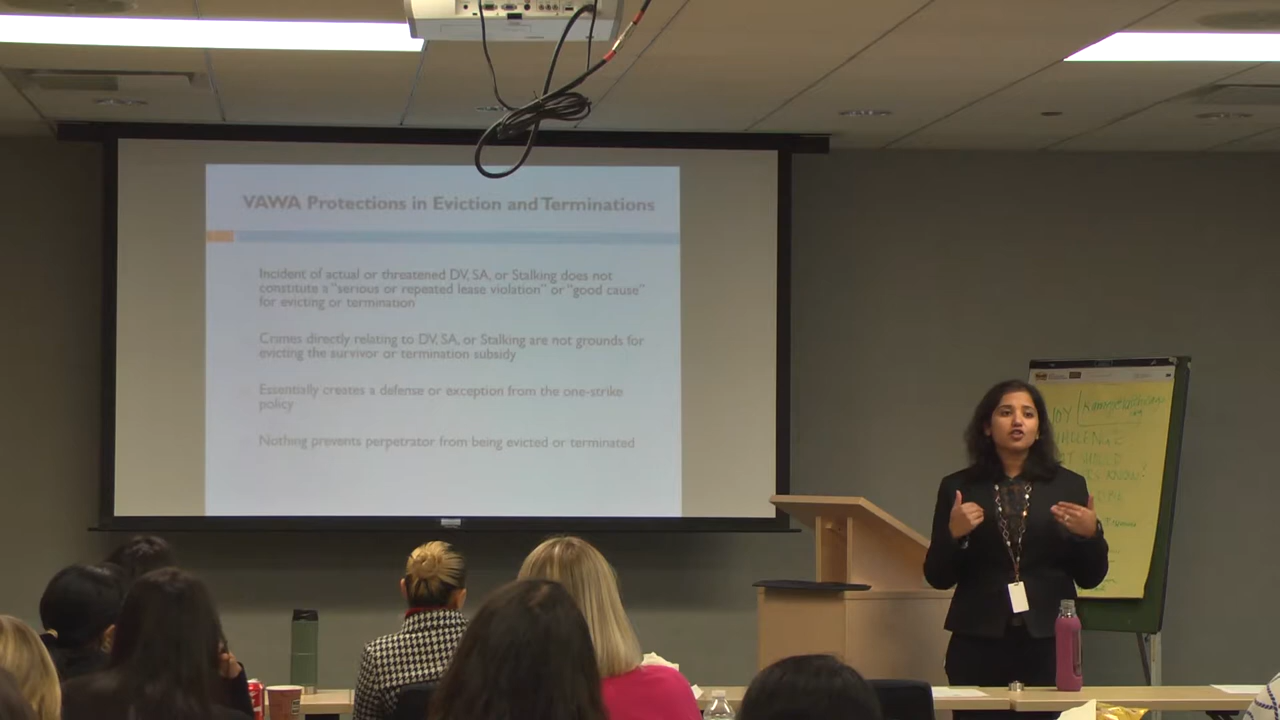 VAWA Protections in Eviction and Terminations
Incident of actual or threatened DV, SA, or Stalking does not
constitute a "serious or repeated lease violation" or "good cause"
for evicting or termination
Crimes directly relating to DV, SA, or Stalking are not grounds for
evicting the survivor or termination subsidy
Essentially creates a defense or exception from the one-strike
policy
Nothing prevents perpetrator from being evicted or terminated
KNOW?